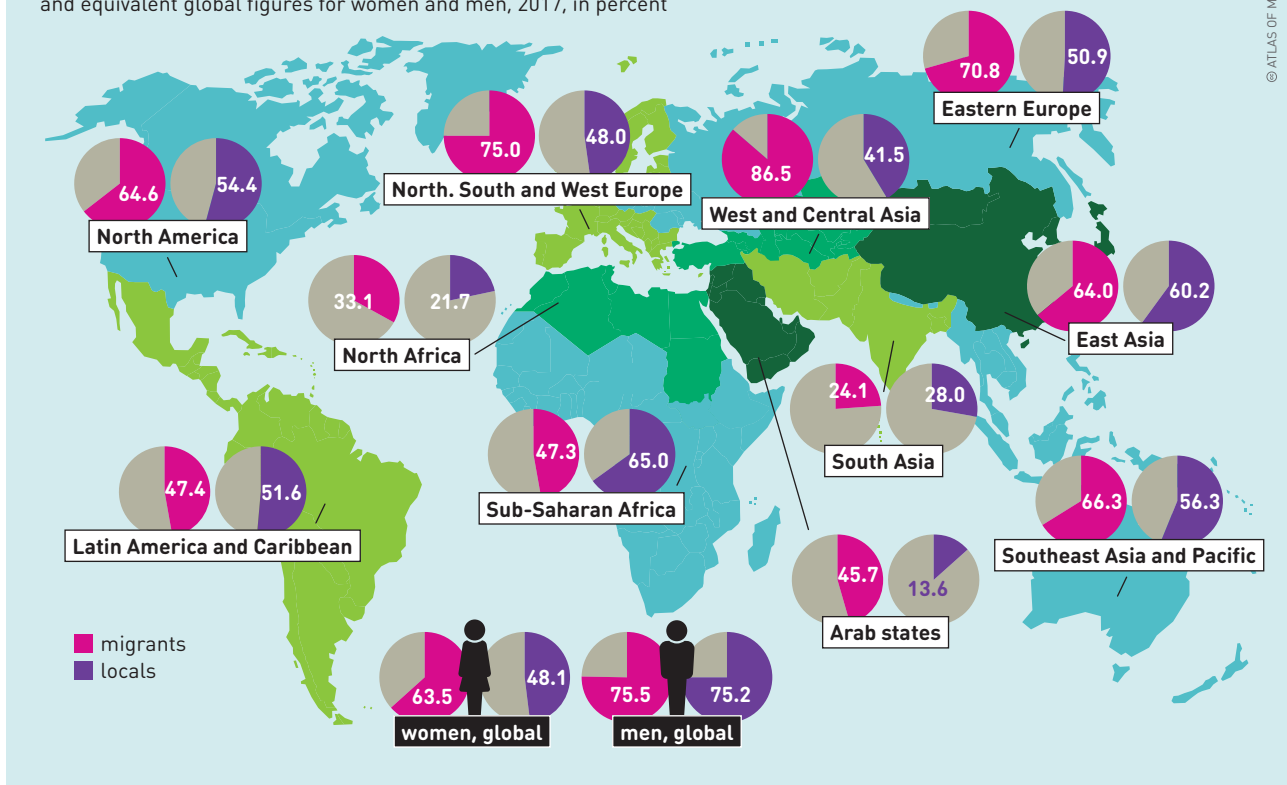 and equivalent global figures for women and men, 2017, in percent
© ATLAS OF M
70.8
50.9
Eastern Europe
75.0
48.0
North. South and West Europe
86.5
41.5
West and Central Asia
64.6
54.4
North America
33.1
21.7
North Africa
64.0
60.2
East Asia
24.1
28.0
South Asia
47.3
65.0
Sub-Saharan Africa
47.4
51.6
Latin America and Caribbean
66.3
56.3
Southeast Asia and Pacific
45.7
13.6
Arab states
migrants
locals
63.5
48.1
women, global
75.5
75.2
men, global